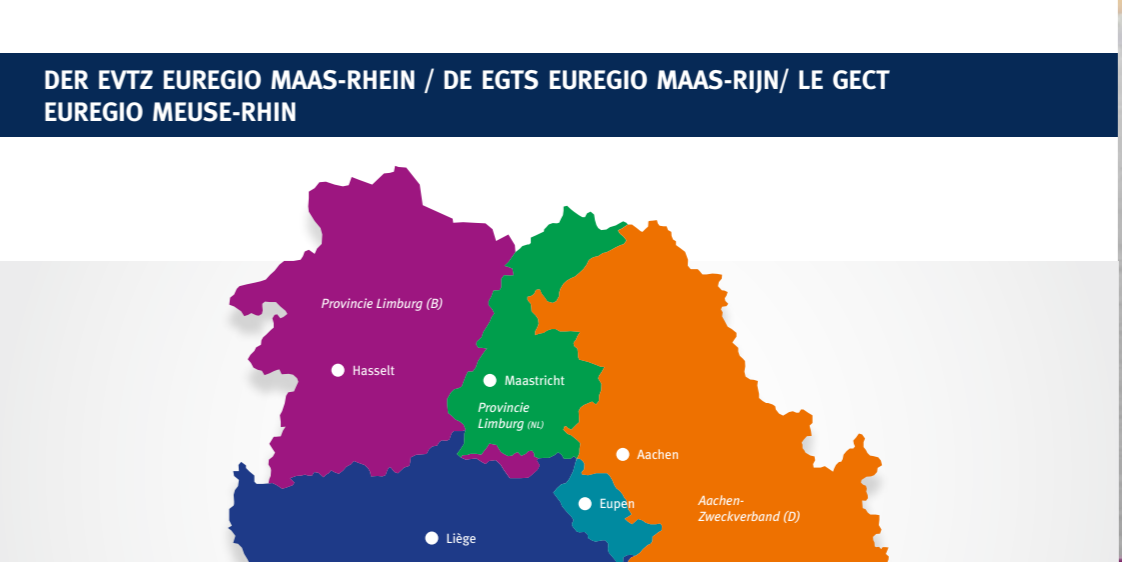 DER EVTZ EUREGIO MAAS-RHEIN / DE EGTS EUREGIO MAAS-RIJN/ LE GECT
EUREGIO MEUSE-RHIN
Provincie Limburg (B)
Hasselt
Maastricht
Provincie
Limburg (NL)
Aachen
Eupen
Aachen-
Zweckverband (D)
Liège